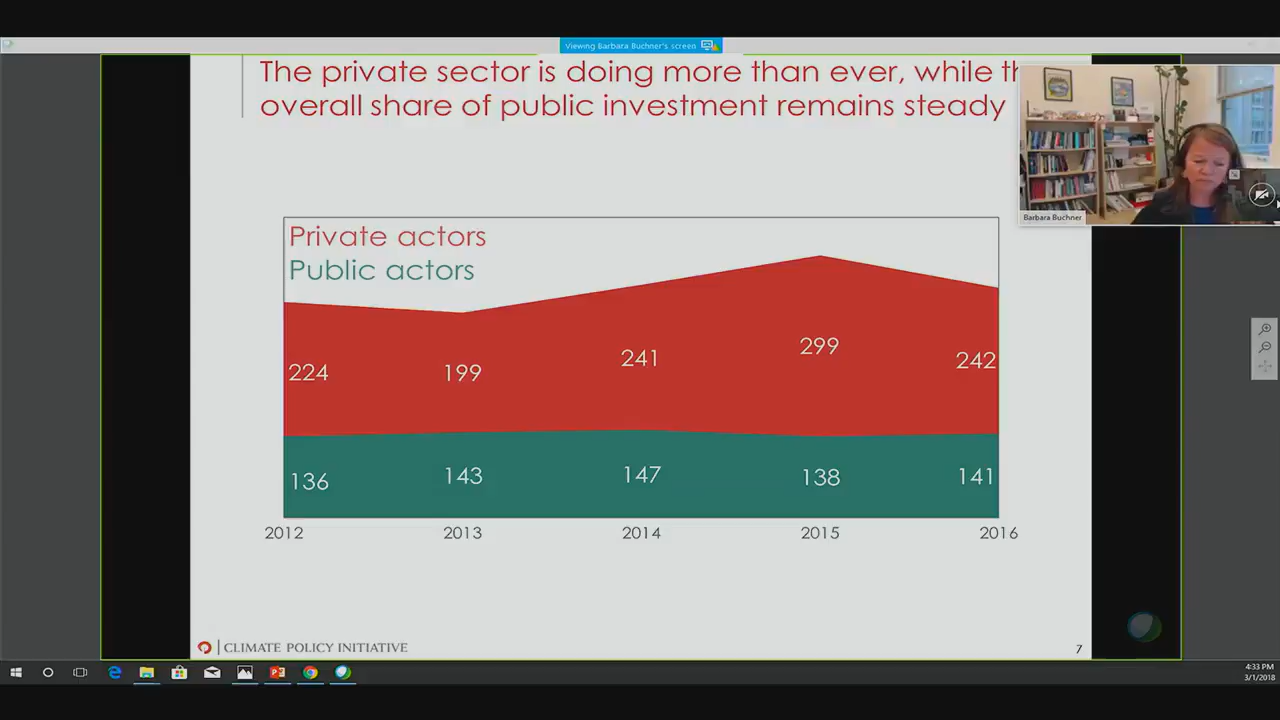 Viewing Barbara Buchner's screen
The private sector is doing more than ever, while th
overall share of public investment remains steady
Barbara Buchner
Private actors
Public actors
224
199
241
299
242
136
143
147
138
141
2012
2013
2014
2015
2016
CLIMATE POLICY INITIATIVE
7
4:33 PM
3/1/2018